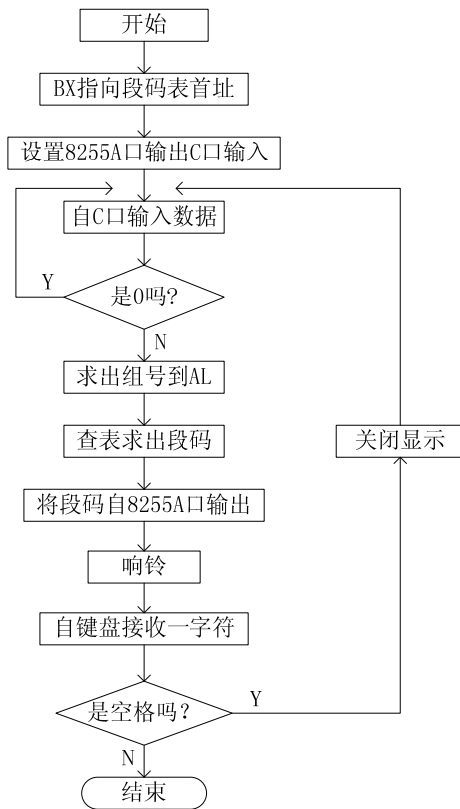 开始
BX指向段码表首址
设置8255A口输出C口输入
自C口输入数据
Y
是0吗?
N
求出组号到AL
查表求出段码
关闭显示
将段码自8255A口输出
响铃
自键盘接收一字符
是空格吗?
Y
N
结束